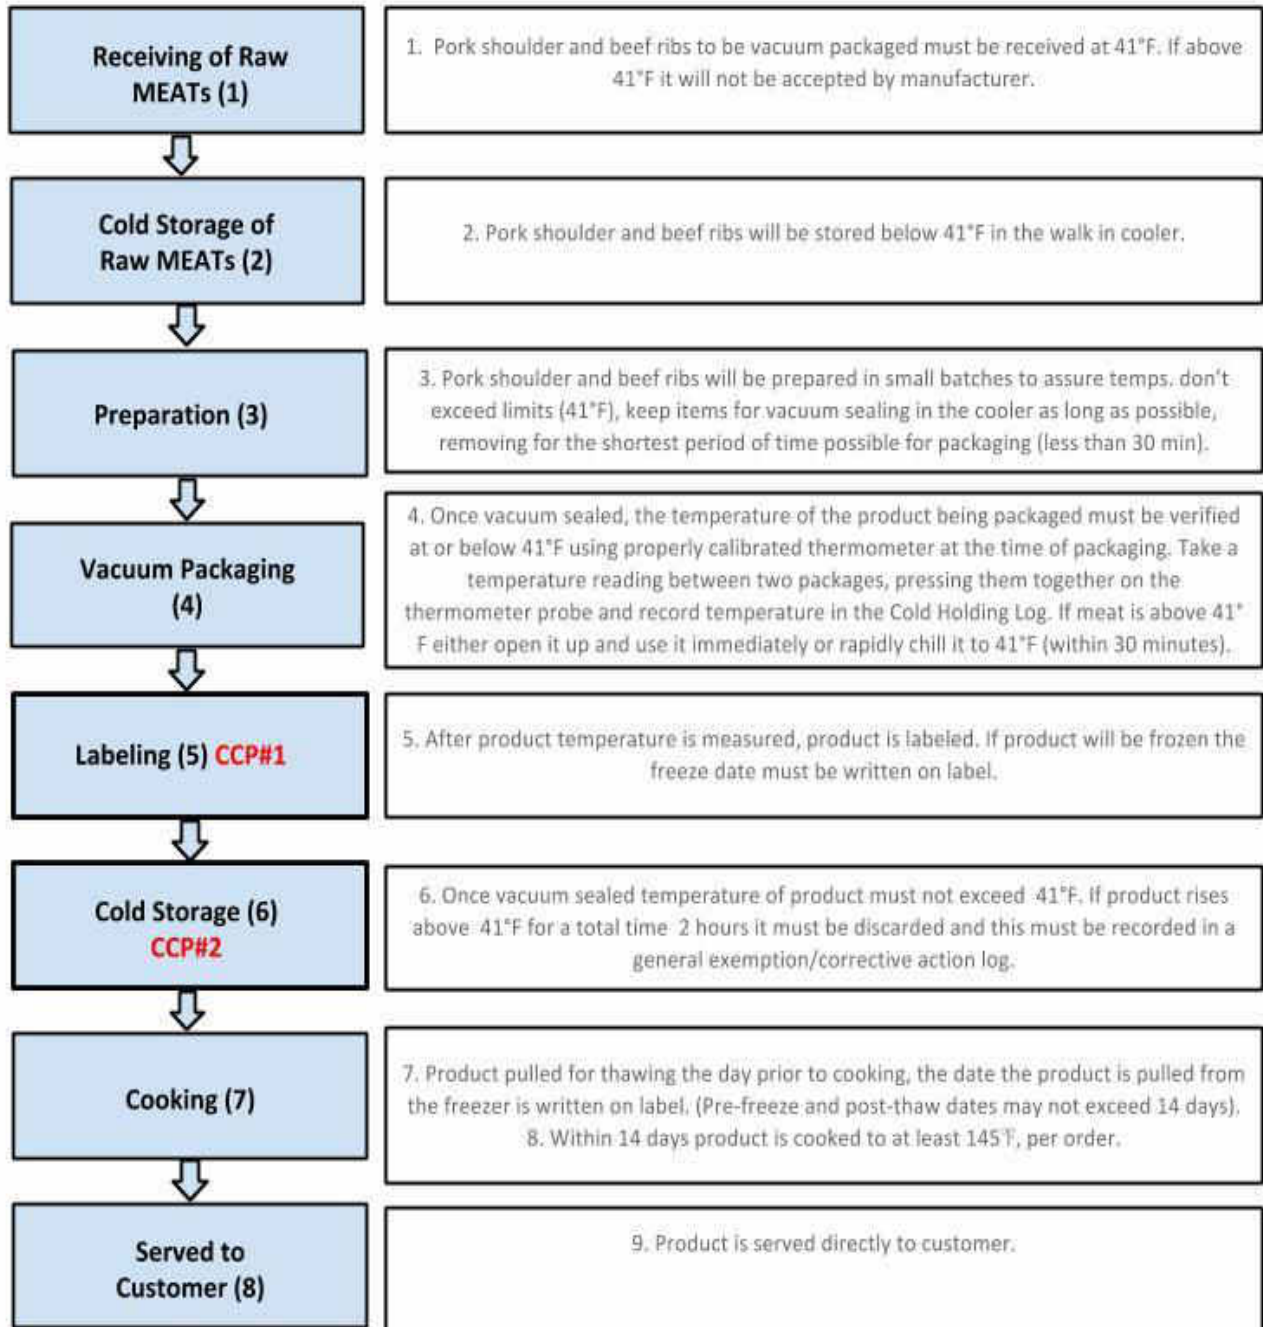 Receiving of Raw
MEATs (1)
1. Pork shoulder and beef ribs to be vacuum packaged must be received at 41°F. If above
41°F it will not be accepted by manufacturer.
Cold Storage of
Raw MEATs (2)
2. Pork shoulder and beef ribs will be stored below 41°F in the walk in cooler.
Preparation (3)
3. Pork shoulder and beef ribs will be prepared in small batches to assure temps. don't
exceed limits (41°F), keep items for vacuum sealing in the cooler as long as possible,
removing for the shortest period of time possible for packaging (less than 30 min).
Vacuum Packaging
(4)
4. Once vacuum sealed, the temperature of the product being packaged must be verified
at or below 41°F using properly calibrated thermometer at the time of packaging. Take a
temperature reading between two packages, pressing them together on the
thermometer probe and record temperature in the Cold Holding Log. If meat is above 41°
F either open it up and use it immediately or rapidly chill it to 41°F (within 30 minutes).
Labeling (5) CCP#1
5. After product temperature is measured, product is labeled. If product will be frozen the
freeze date must be written on label.
Cold Storage (6)
CCP#2
6. Once vacuum sealed temperature of product must not exceed 41°F. If product rises
above 41°F for a total time 2 hours it must be discarded and this must be recorded in a
general exemption/corrective action log.
Cooking (7)
7. Product pulled for thawing the day prior to cooking, the date the product is pulled from
the freezer is written on label. (Pre-freeze and post-thaw dates may not exceed 14 days).
8. Within 14 days product is cooked to at least 145°F, per order.
Served to
Customer (8)
9. Product is served directly to customer.